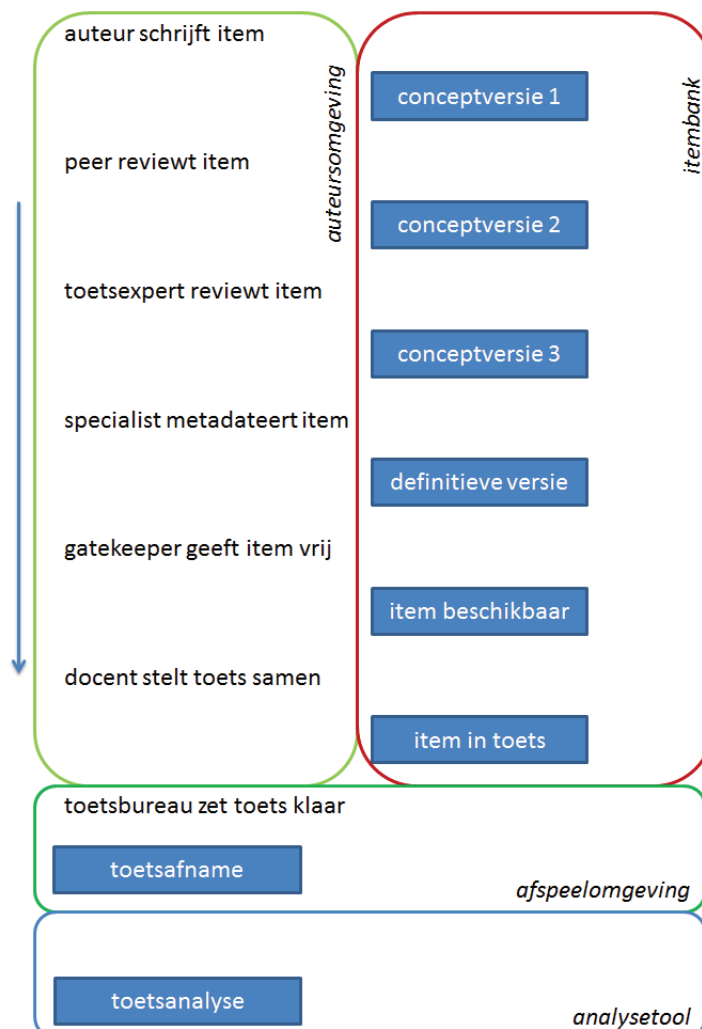 auteur schrijft item
auteursomgeving
itembank
conceptversie 1
peer reviewt item
conceptversie 2
toetsexpert reviewt item
conceptversie 3
specialist metadateert item
definitieve versie
gatekeeper geeft item vrij
item beschikbaar
docent stelt toets samen
item in toets
toetsbureau zet toets klaar
toetsafname
afspeelomgeving
toetsanalyse
analysetool